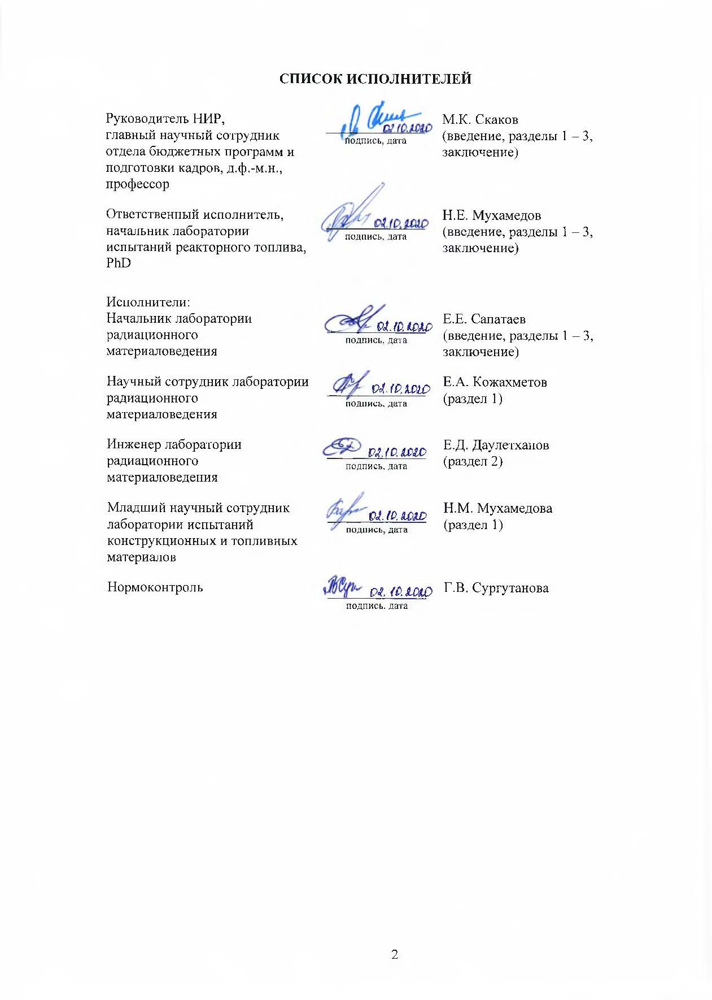 СПИСОК ИСПОЛНИТЕЛЕЙ
Руководитель НИР,
главный научный сотрудник
отдела бюджетных программ и
подготовки кадров, д.ф.-м.н.,
профессор
02.10.2020
подпись, дата
М.К. Скаков
(введение, разделы 1 – 3,
заключение)
Ответственный исполнитель,
начальник лаборатории
испытаний реакторного топлива,
PhD
02.10.2020
подпись, дата
Н.Е. Мухамедов
(введение, разделы 1 – 3,
заключение)
Исполнители:
Начальник лаборатории
радиационного
материаловедения
02.10.2020
подпись, дата
Е.Е. Сапатаев
(введение, разделы 1 – 3,
заключение)
Научный сотрудник лаборатории
радиационного
материаловедения
02.10.2020
подпись, дата
Е.А. Кожахметов
(раздел 1)
Инженер лаборатории
радиационного
материаловедения
02.10.2020
подпись, дата
Е.Д. Даулетханов
(раздел 2)
Младший научный сотрудник
лаборатории испытаний
конструкционных и топливных
материалов
02.10.2020
подпись, дата
Н.М. Мухамедова
(раздел 1)
Нормоконтроль
02.10.2020
подпись, дата
Г.В. Сургутанова
2